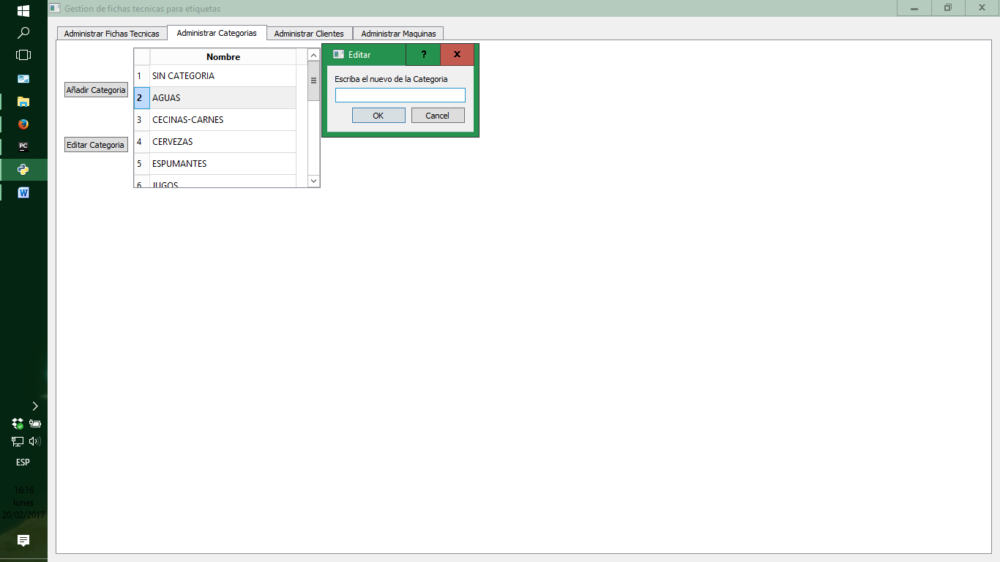 Gestion de fichas tecnicas para etiquetas
Administrar Fichas Tecnicas
Administrar Categorias
Administrar Clientes
Administrar Maquinas
Añadir Categoria
Editar Categoria
Nombre
1 SIN CATEGORIA
2 AGUAS
3 CECINAS-CARNES
4 CERVEZAS
5 ESPUMANTES
6 JUGOS
Editar
? X
Escriba el nuevo de la Categoria
OK
Cancel
PC
W
ESP
16:16
lunes
20/02/2017